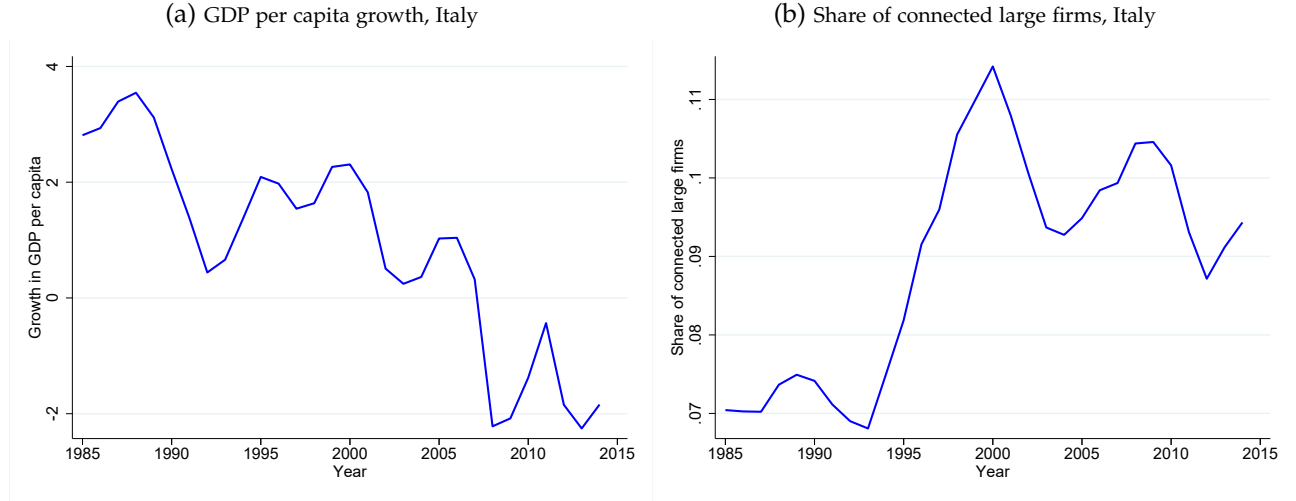 (a) GDP per capita growth, Italy
4
2
0
-2
Growth in GDP per capita
1985 1990 1995 2000 2005 2010 2015
Year
(b) Share of connected large firms, Italy
.11
.1
.09
.08
.07
Share of connected large firms
1985 1990 1995 2000 2005 2010 2015
Year